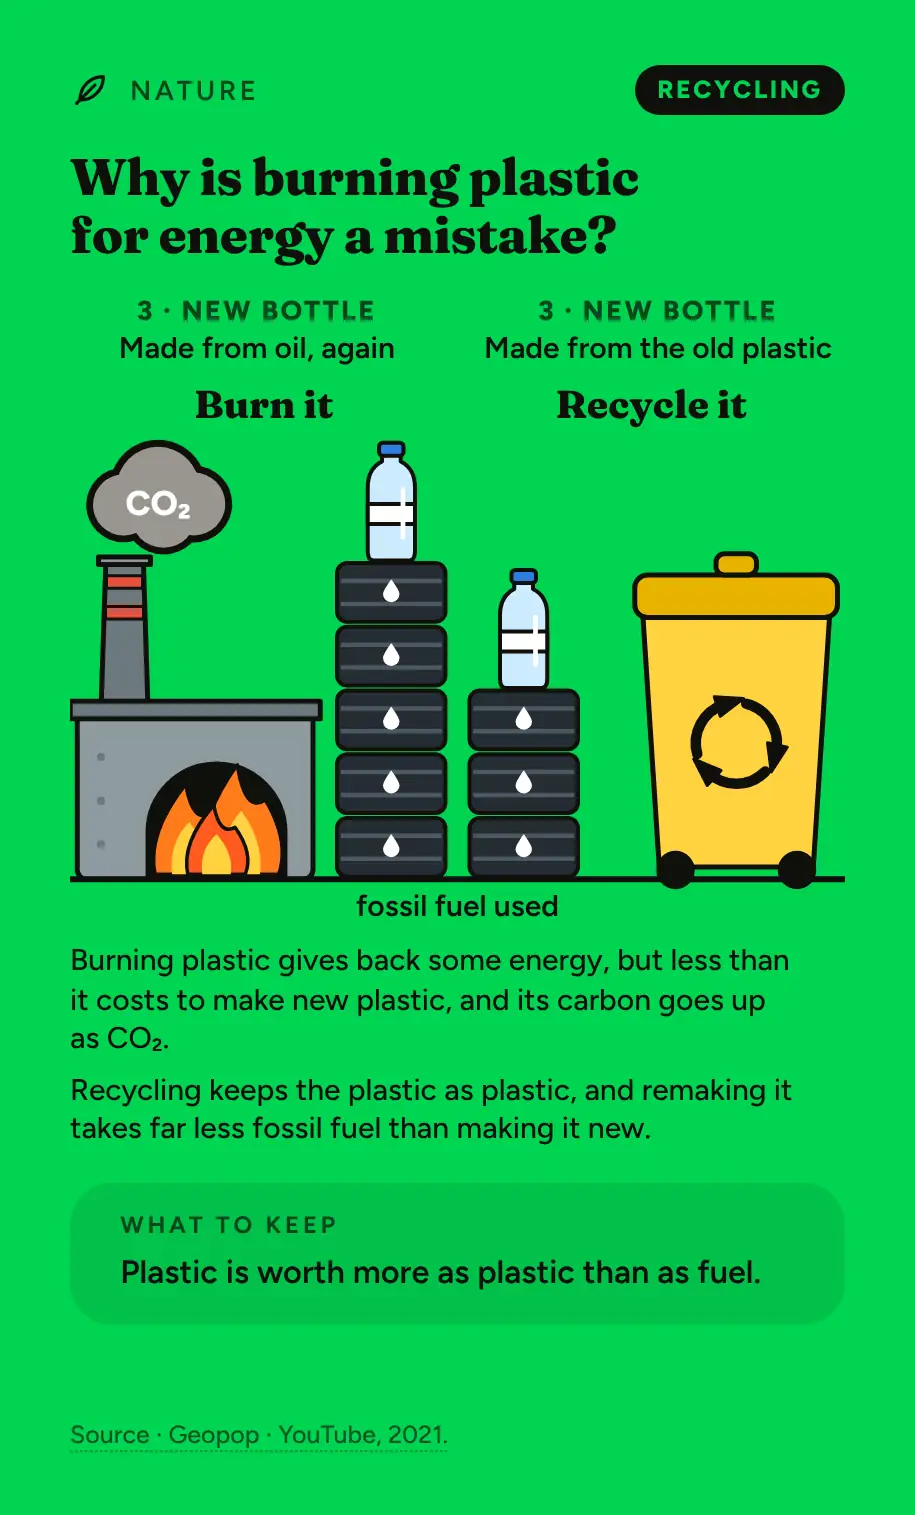 NATURE
RECYCLING
Why is burning plastic
for energy a mistake?
3 · NEW BOTTLE
Made from oil, again
3 · NEW BOTTLE
Made from the old plastic
Burn it
Recycle it
CO₂
fossil fuel used
Burning plastic gives back some energy, but less than
it costs to make new plastic, and its carbon goes up
as CO₂.
Recycling keeps the plastic as plastic, and remaking it
takes far less fossil fuel than making it new.
WHAT TO KEEP
Plastic is worth more as plastic than as fuel.
Source · Geopop · YouTube, 2021.